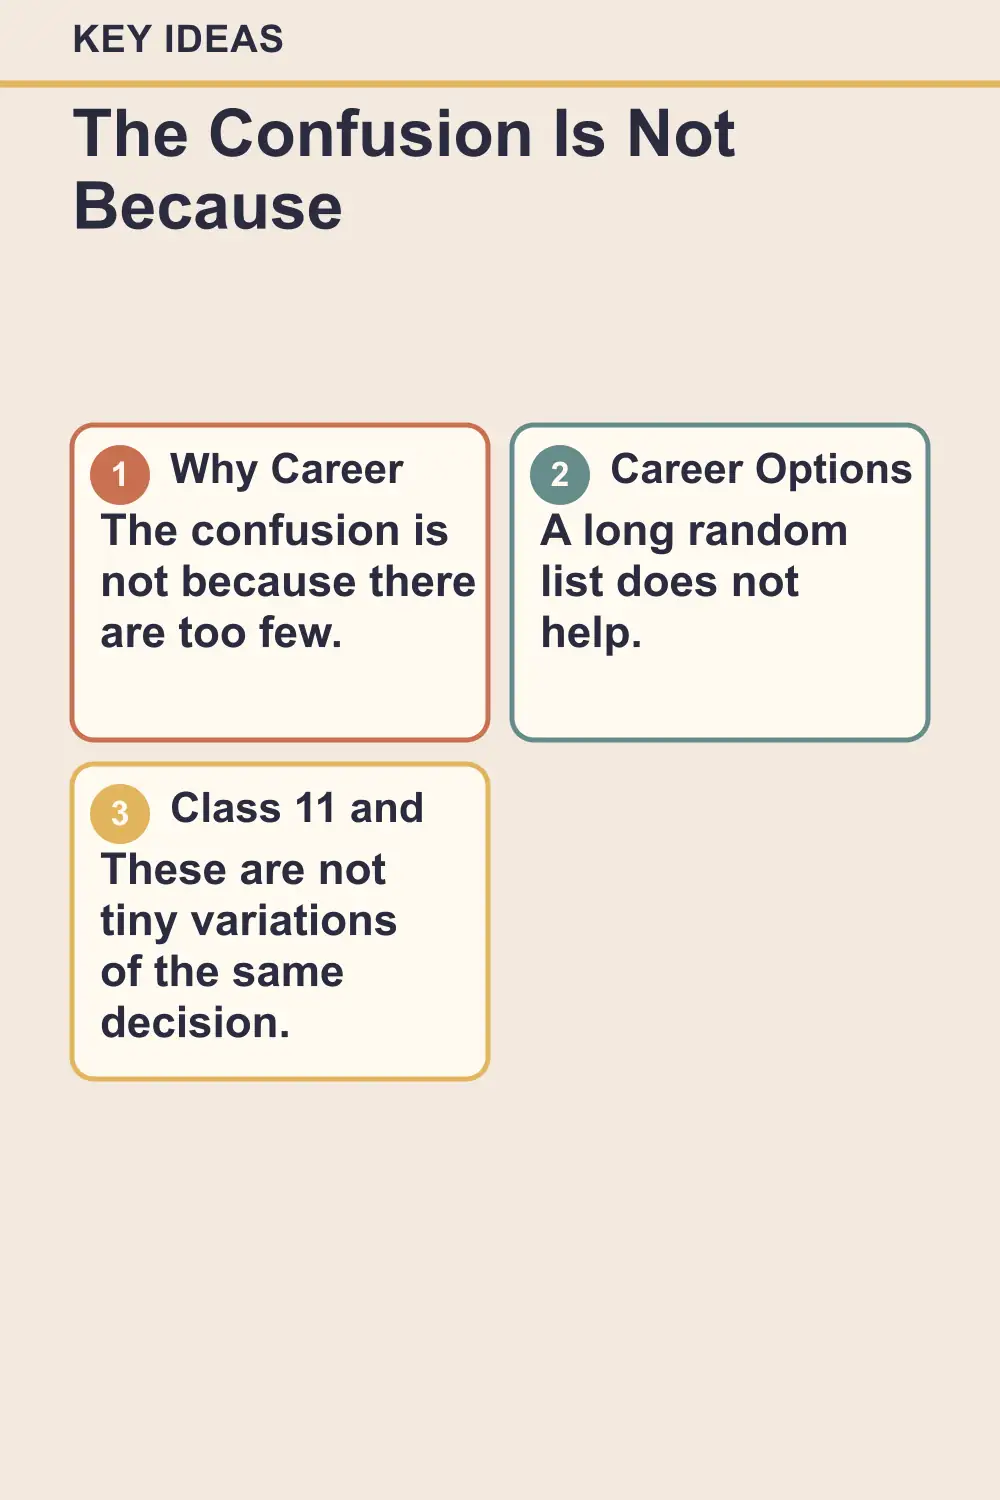 KEY IDEAS
The Confusion Is Not
Because
1 Why Career
The confusion is
not because there
are too few.
2 Career Options
A long random
list does not
help.
3 Class 11 and
These are not
tiny variations
of the same
decision.